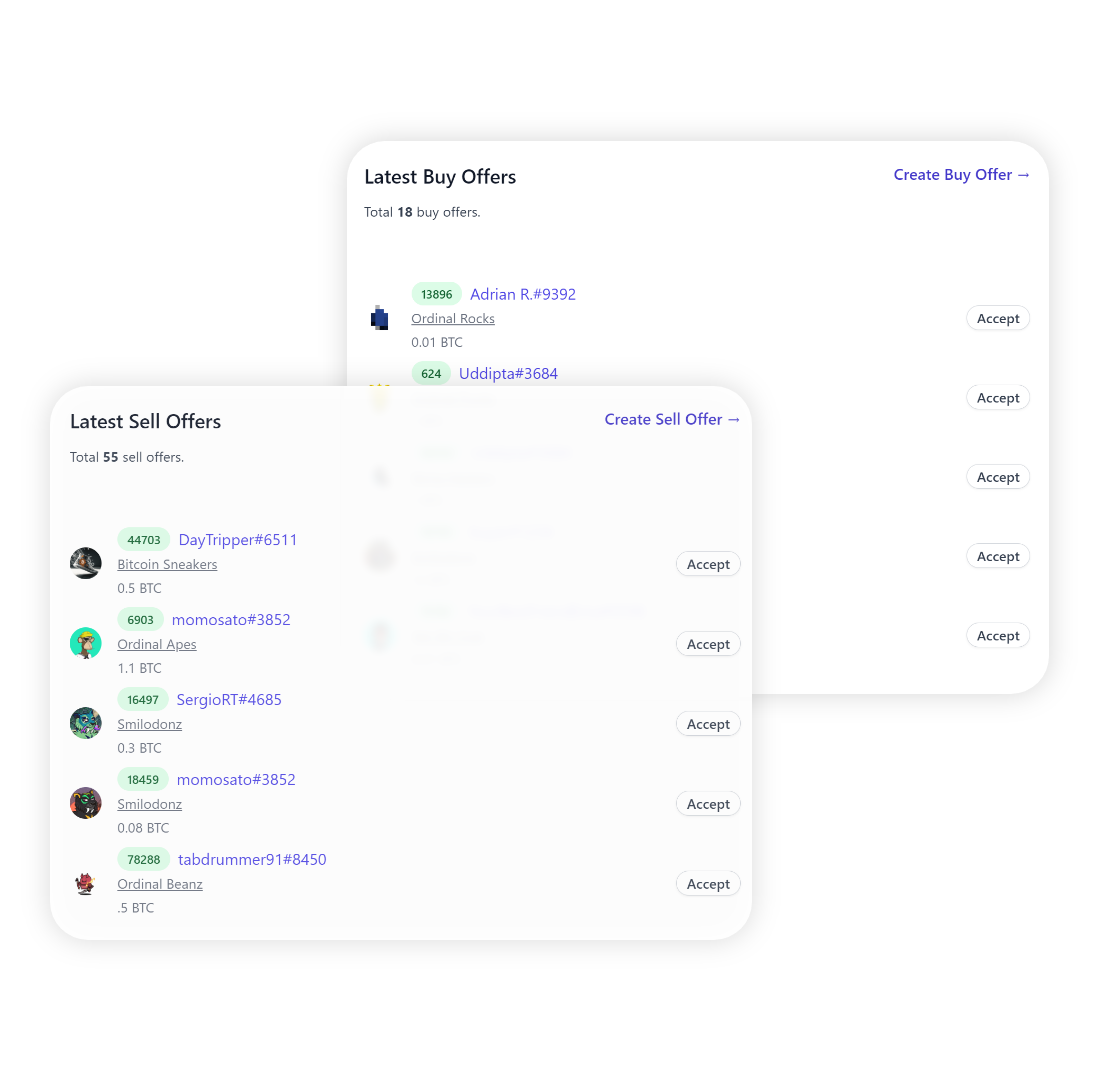 Latest Buy Offers
Create Buy Offer →
Total 18 buy offers.
13896 Adrian R.#9392
Ordinal Rocks
0.01 BTC
Accept
624 Uddipta#3684
Accept
Accept
Accept
Accept
Latest Sell Offers
Create Sell Offer →
Total 55 sell offers.
44703 DayTripper#6511
Bitcoin Sneakers
0.5 BTC
Accept
6903 momosato#3852
Ordinal Apes
1.1 BTC
Accept
16497 SergioRT#4685
Smilodonz
0.3 BTC
Accept
18459 momosato#3852
Smilodonz
0.08 BTC
Accept
78288 tabdrummer91#8450
Ordinal Beanz
.5 BTC
Accept